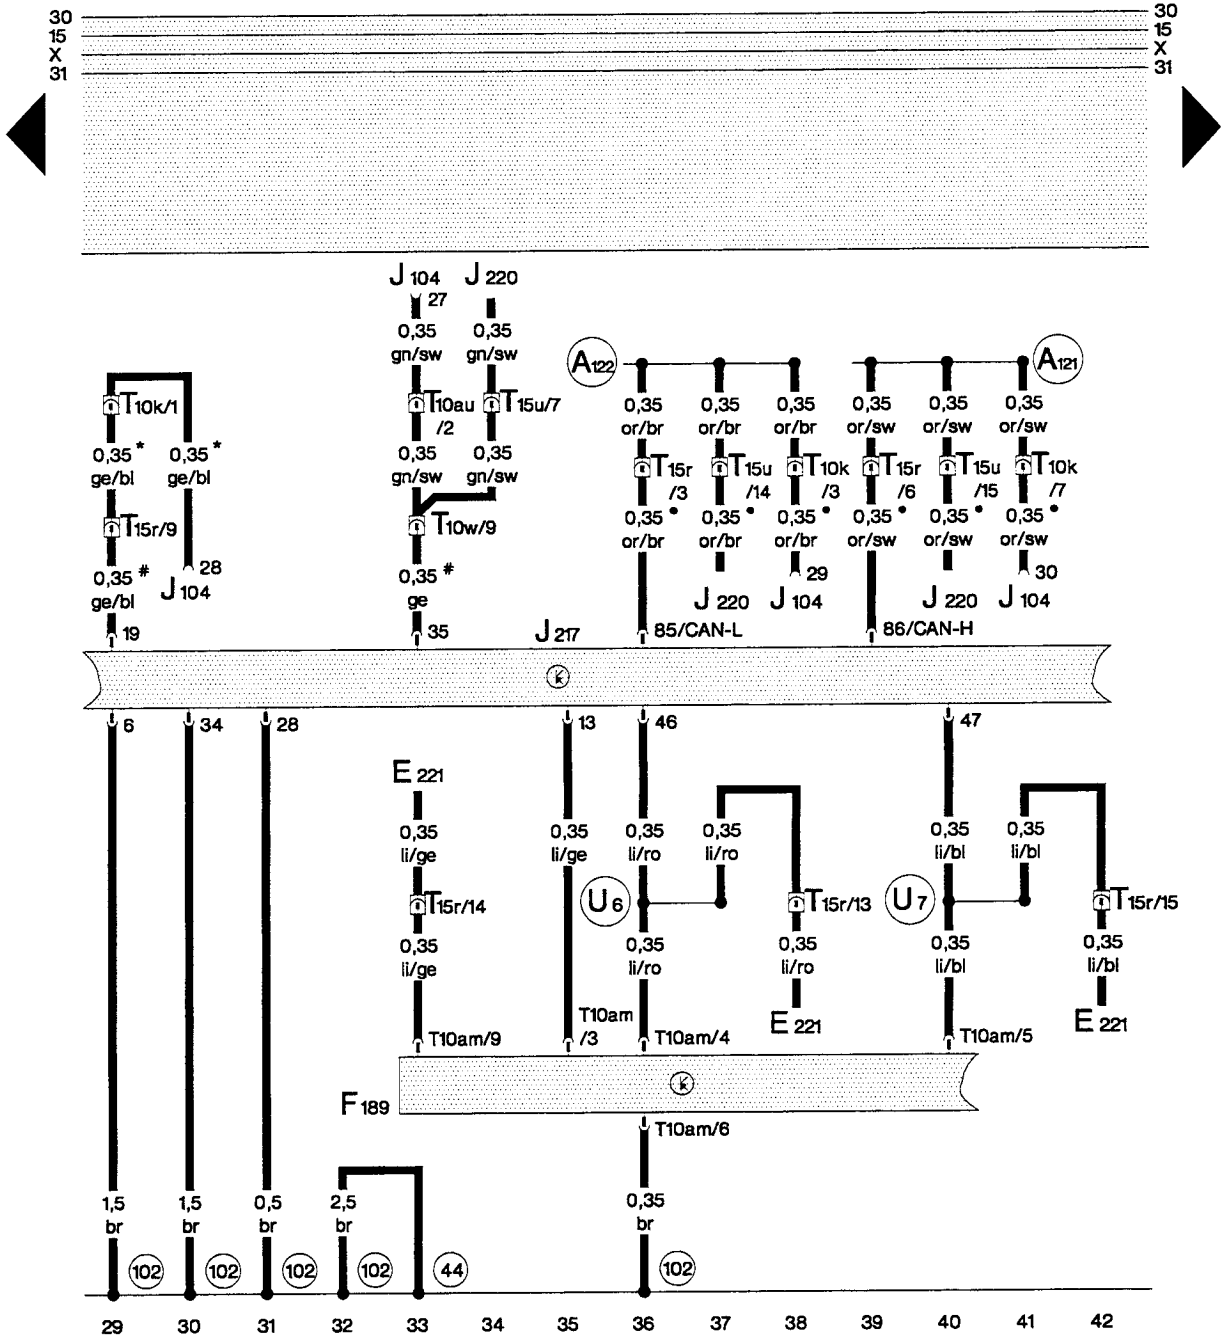 30 30
15 15
X X
31 31
J 104 J 220
27
0,35 0,35
gn/sw gn/sw
A122 A121
T10k/1 T10au T15u/7 0,35 0,35 0,35 0,35 0,35 0,35
/2 or/br or/br or/br or/sw or/sw or/sw
0,35 * 0,35 * 0,35 0,35 T15r T15u T10k T15r T15u T10k
ge/bl ge/bl gn/sw gn/sw /3 /14 /3 /6 /15 /7
T15r/9 T10w/9 0,35 • 0,35 • 0,35 • 0,35 • 0,35 • 0,35 •
or/br or/br or/br or/sw or/sw or/sw
0,35 # 28 0,35 # 29 30
ge/bl J 104 ge J 220 J 104 J 220 J 104
19 35 J 217 85/CAN-L 86/CAN-H
6 34 28 13 46 47
E 221
0,35 0,35 0,35 0,35 0,35 0,35
li/ge li/ge li/ro li/ro li/bl li/bl
T15r/14 U 6 T15r/13 U 7 T15r/15
0,35 0,35 0,35 0,35 0,35
li/ge li/ro li/ro li/bl li/bl
T10am E 221 E 221
T10am/9 /3 T10am/4 T10am/5
F 189
T10am/6
1,5 1,5 0,5 2,5 0,35
br br br br br
102 102 102 102 44 102
29 30 31 32 33 34 35 36 37 38 39 40 41 42